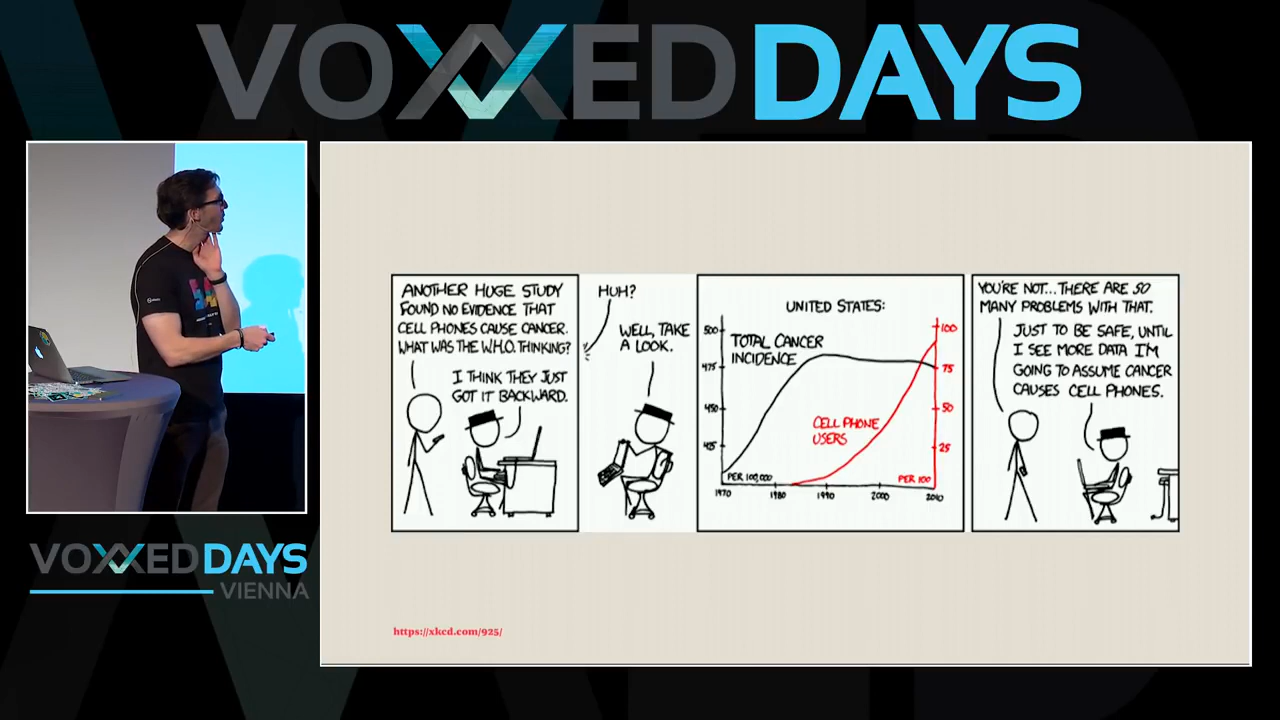 VOXXED DAYS
ANOTHER HUGE STUDY
FOUND NO EVIDENCE THAT
CELL PHONES CAUSE CANCER.
WHAT WAS THE W.H.O. THINKING?
I THINK THEY JUST
GOT IT BACKWARD.
HUH?
WELL, TAKE
A LOOK.
UNITED STATES:
500
475
450
425
TOTAL CANCER
INCIDENCE
CELL PHONE
USERS
100
75
50
25
PER 100,000
PER 100
1970
1980
1990
2000
2010
YOU'RE NOT... THERE ARE SO
MANY PROBLEMS WITH THAT.
JUST TO BE SAFE, UNTIL
I SEE MORE DATA I'M
GOING TO ASSUME CANCER
CAUSES CELL PHONES.
VOXXED DAYS
VIENNA
https://xkcd.com/925/